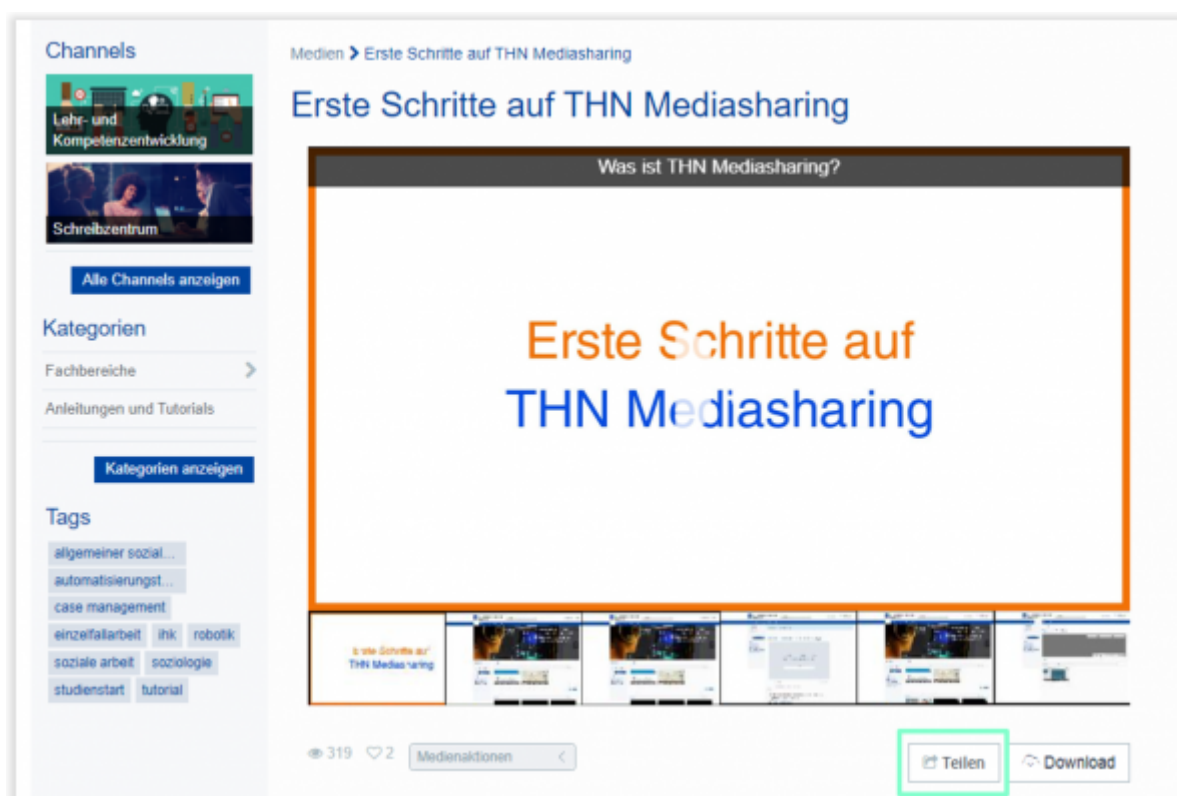 Channels
Lehr- und
Kompetenzentwicklung
Schreibzentrum
Alle Channels anzeigen
Kategorien
Fachbereiche
Anleitungen und Tutorials
Kategorien anzeigen
Tags
allgemeiner sozial...
automatisierungst...
case management
einzelfallarbeit ihk robotik
soziale arbeit soziologie
studienstart tutorial
Medien > Erste Schritte auf THN Mediasharing
Erste Schritte auf THN Mediasharing
Was ist THN Mediasharing?
Erste Schritte auf
THN Mediasharing
Erste Schritte auf
THN Mediasharing
319 2 Medienaktionen Teilen Download